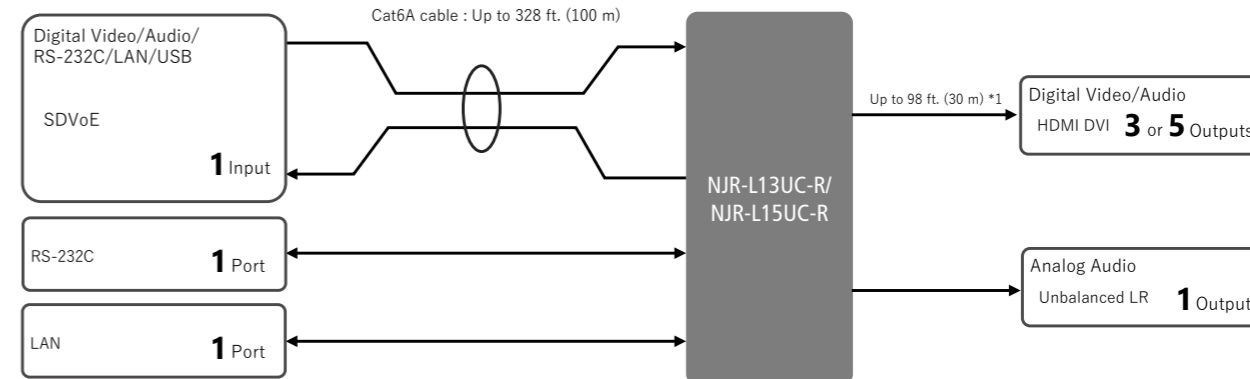 Cat6A cable : Up to 328 ft. (100 m)
Digital Video/Audio/
RS-232C/LAN/USB
SDVoE
1 Input
RS-232C
1 Port
LAN
1 Port
NJR-L13UC-R/
NJR-L15UC-R
Up to 98 ft. (30 m) *1
Digital Video/Audio
HDMI DVI 3 or 5 Outputs
Analog Audio
Unbalanced LR 1 Output